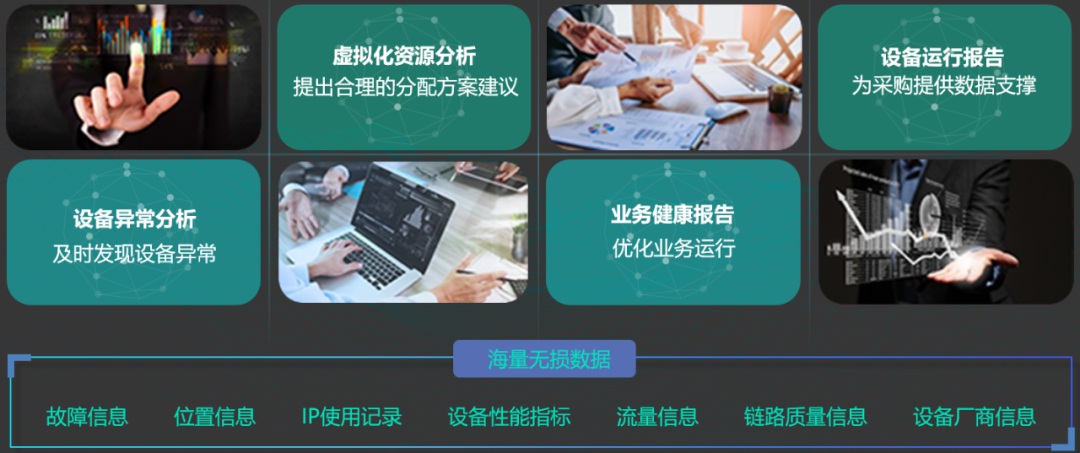 虚拟化资源分析
提出合理的分配方案建议
设备运行报告
为采购提供数据支撑
设备异常分析
及时发现设备异常
业务健康报告
优化业务运行
海量无损数据
故障信息 位置信息 IP使用记录 设备性能指标 流量信息 链路质量信息 设备厂商信息